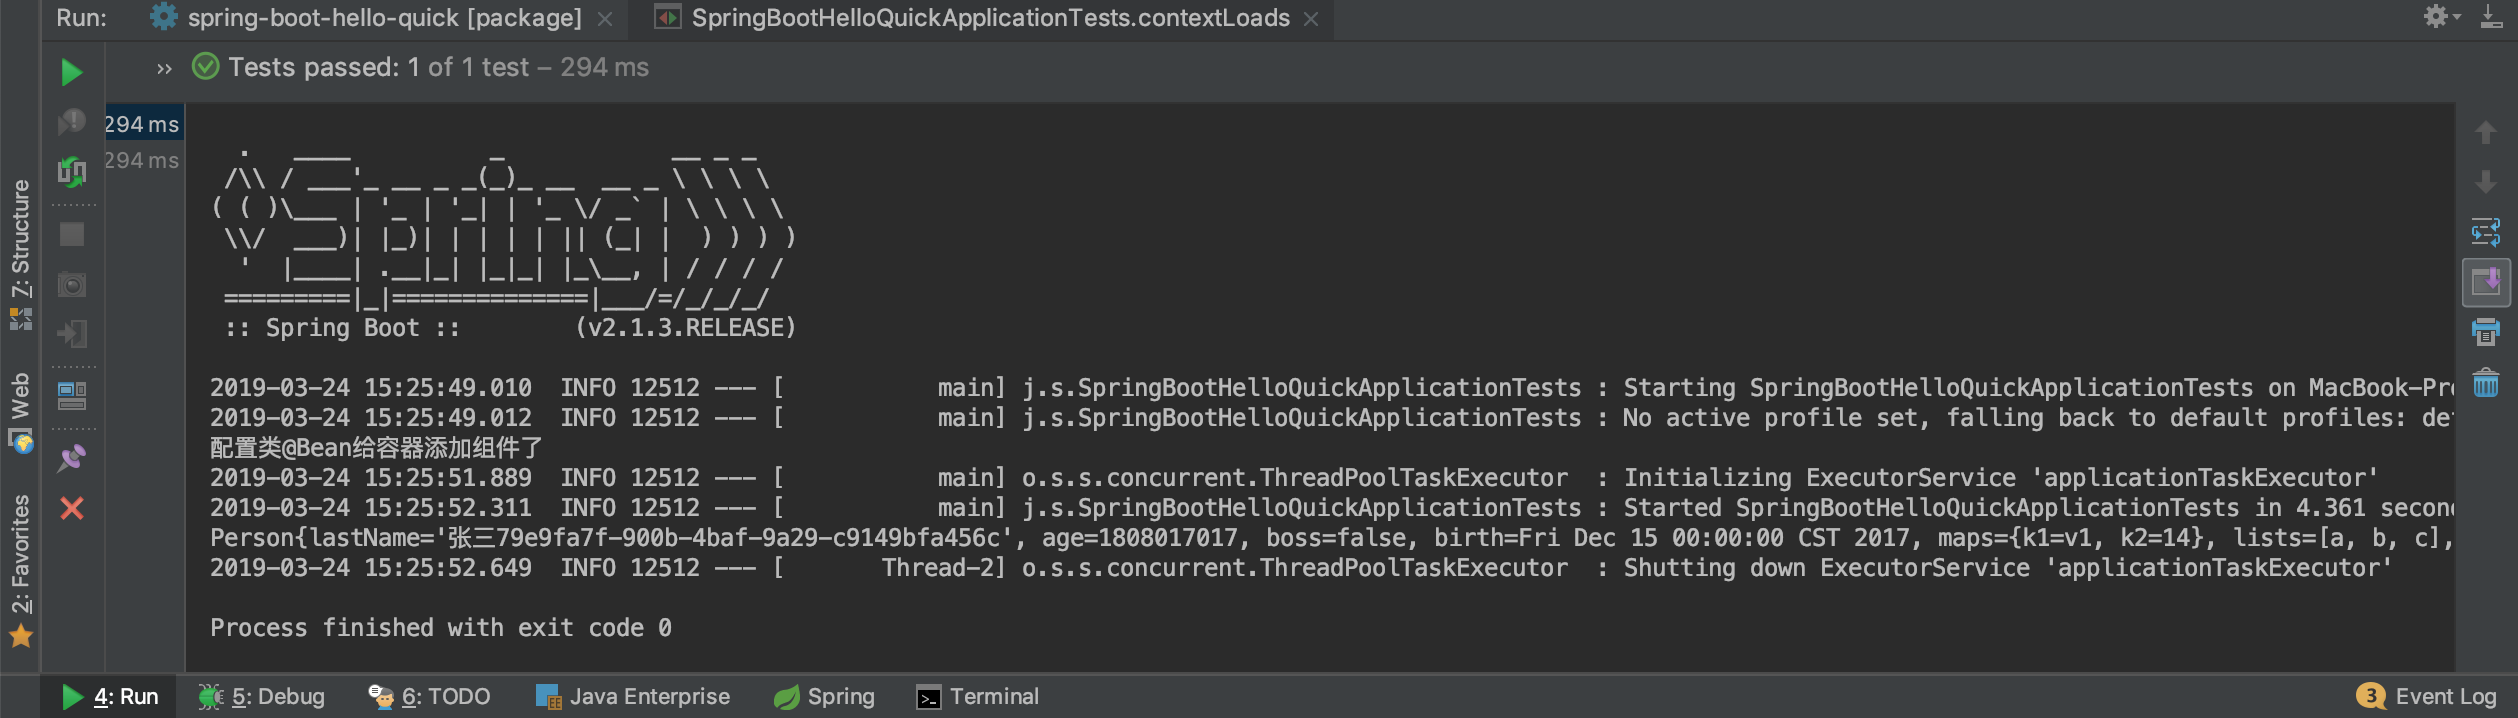 Run: spring-boot-hello-quick [package] SpringBootHelloQuickApplicationTests.contextLoads
Tests passed: 1 of 1 test – 294 ms
294 ms
294 ms
  .   ____          _            __ _ _
 /\\ / ___'_ __ _ _(_)_ __  __ _ \ \ \ \
( ( )\___ | '_ | '_| | '_ \/ _` | \ \ \ \
 \\/  ___)| |_)| | | | | || (_| |  ) ) ) )
  '  |____| .__|_| |_|_| |_\__, | / / / /
 =========|_|==============|___/=/_/_/_/
 :: Spring Boot ::        (v2.1.3.RELEASE)
2019-03-24 15:25:49.010  INFO 12512 --- [           main] j.s.SpringBootHelloQuickApplicationTests : Starting SpringBootHelloQuickApplicationTests on MacBook-Pro
2019-03-24 15:25:49.012  INFO 12512 --- [           main] j.s.SpringBootHelloQuickApplicationTests : No active profile set, falling back to default profiles: de
配置类@Bean给容器添加组件了
2019-03-24 15:25:51.889  INFO 12512 --- [           main] o.s.s.concurrent.ThreadPoolTaskExecutor  : Initializing ExecutorService 'applicationTaskExecutor'
2019-03-24 15:25:52.311  INFO 12512 --- [           main] j.s.SpringBootHelloQuickApplicationTests : Started SpringBootHelloQuickApplicationTests in 4.361 secon
Person{lastName='张三79e9fa7f-900b-4baf-9a29-c9149bfa456c', age=1808017017, boss=false, birth=Fri Dec 15 00:00:00 CST 2017, maps={k1=v1, k2=14}, lists=[a, b, c],
2019-03-24 15:25:52.649  INFO 12512 --- [       Thread-2] o.s.s.concurrent.ThreadPoolTaskExecutor  : Shutting down ExecutorService 'applicationTaskExecutor'
Process finished with exit code 0
7: Structure
Web
2: Favorites
4: Run 5: Debug 6: TODO Java Enterprise Spring Terminal 3 Event Log